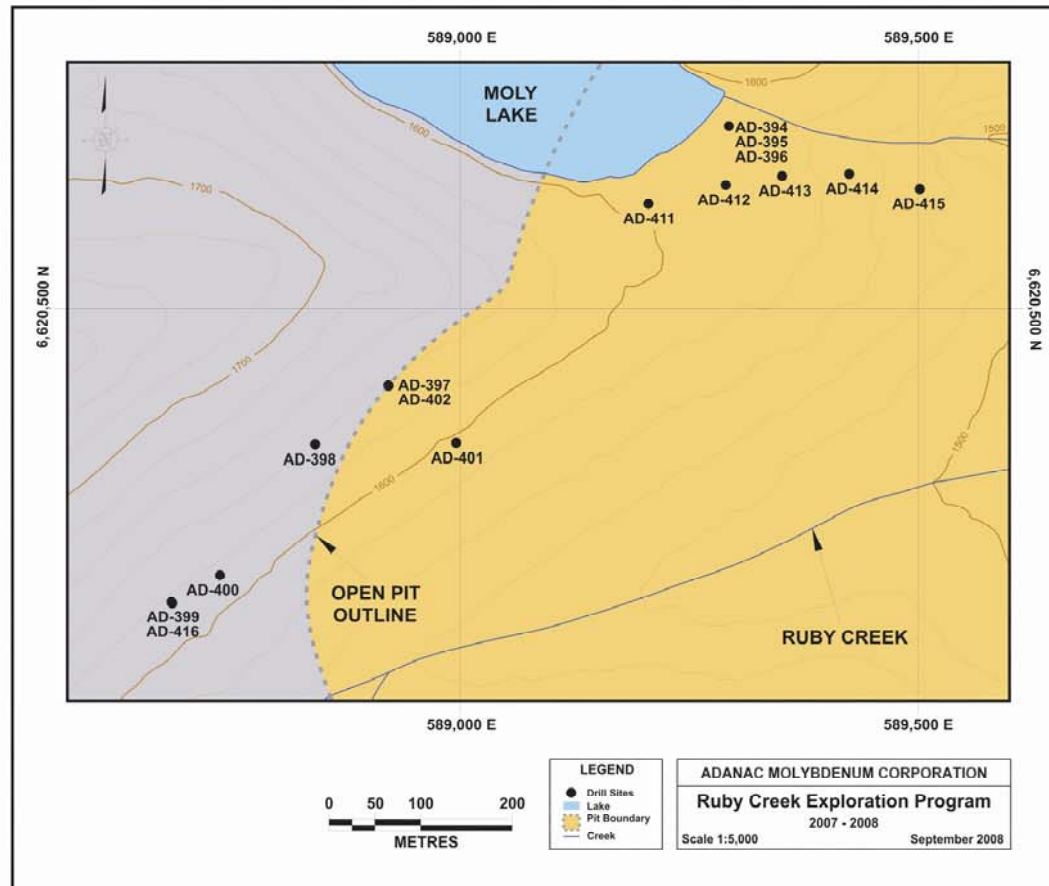 589,000 E
589,500 E
MOLY
LAKE
1600
1600
1500
AD-394
AD-395
AD-396
1700
AD-411
AD-412
AD-413
AD-414
AD-415
6,620,500 N
6,620,500 N
1700
AD-397
AD-402
AD-398
AD-401
1600
1500
AD-400
AD-399
AD-416
OPEN PIT
OUTLINE
RUBY CREEK
589,000 E
589,500 E
0 50 100 200
METRES
LEGEND
Drill Sites
Lake
Pit Boundary
Creek
ADANAC MOLYBDENUM CORPORATION
Ruby Creek Exploration Program
2007 - 2008
Scale 1:5,000 September 2008